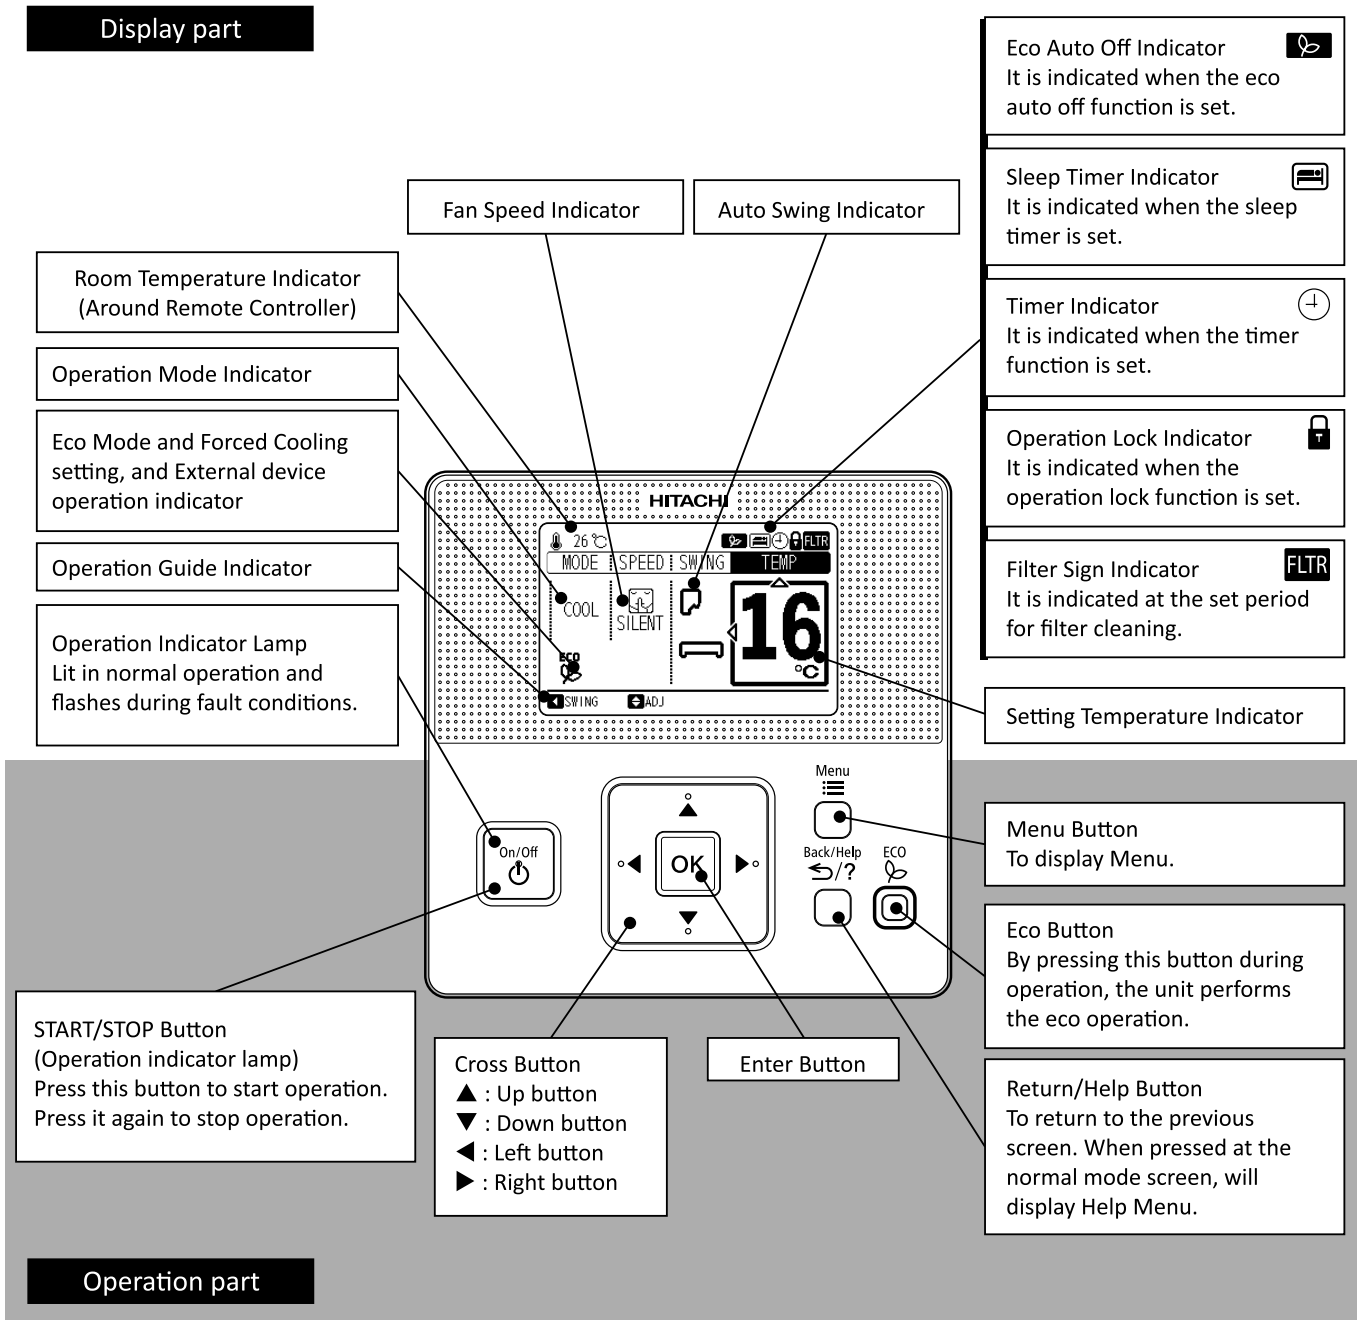 Display part
Eco Auto Off Indicator
It is indicated when the eco
auto off function is set.
Sleep Timer Indicator
It is indicated when the sleep
timer is set.
Fan Speed Indicator
Auto Swing Indicator
Room Temperature Indicator
(Around Remote Controller)
Timer Indicator
It is indicated when the timer
function is set.
Operation Mode Indicator
Eco Mode and Forced Cooling
setting, and External device
operation indicator
Operation Lock Indicator
It is indicated when the
operation lock function is set.
Operation Guide Indicator
Filter Sign Indicator FLTR
It is indicated at the set period
for filter cleaning.
Operation Indicator Lamp
Lit in normal operation and
flashes during fault conditions.
Setting Temperature Indicator
HITACHI
26 °C FLTR
MODE SPEED SWING TEMP
COOL SILENT 16 °C
ECO
◀ SWING ADJ
Menu
On/Off
OK
Back/Help ECO
/?
Menu Button
To display Menu.
Eco Button
By pressing this button during
operation, the unit performs
the eco operation.
START/STOP Button
(Operation indicator lamp)
Press this button to start operation.
Press it again to stop operation.
Cross Button
▲ : Up button
▼ : Down button
◀ : Left button
▶ : Right button
Enter Button
Return/Help Button
To return to the previous
screen. When pressed at the
normal mode screen, will
display Help Menu.
Operation part